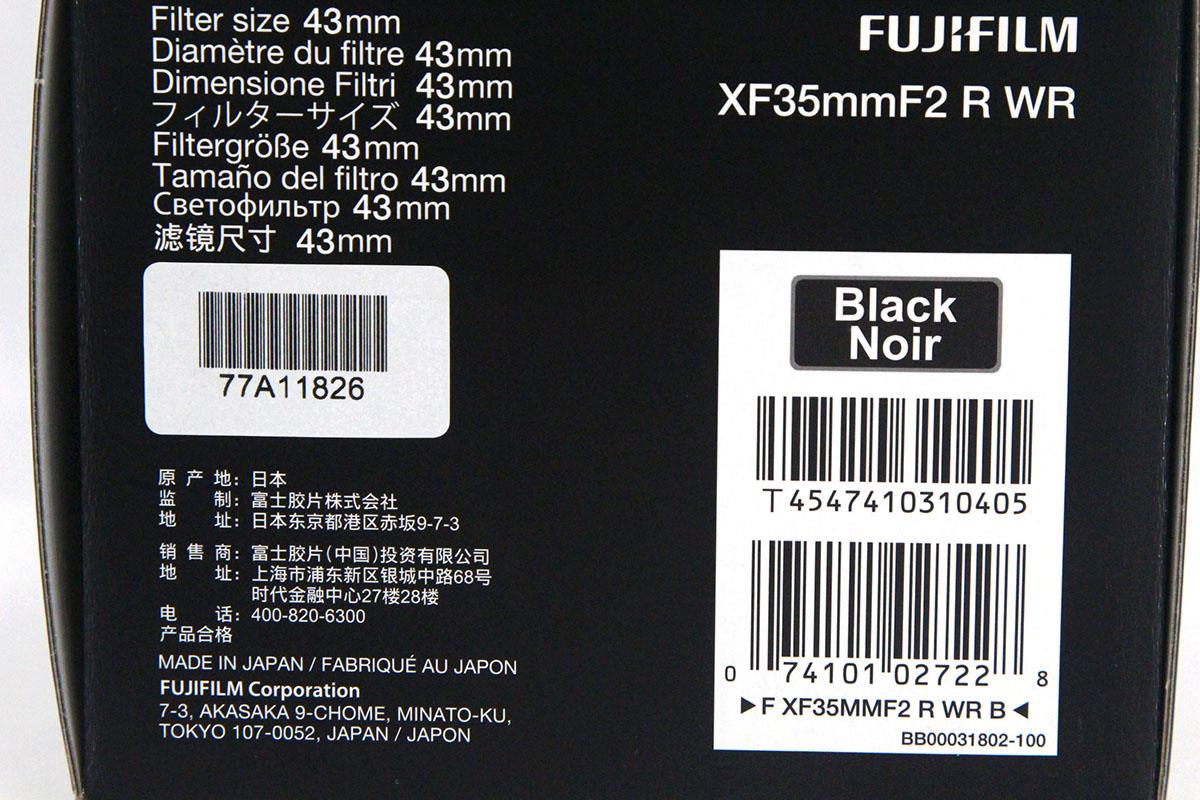 Filter size 43mm
Diamètre du filtre 43mm
Dimensione Filtri 43mm
フィルターサイズ 43mm
Filtergröße 43mm
Tamaño del filtro 43mm
Светофильтр 43mm
滤镜尺寸 43mm
77A11826
原产地: 日本
监制: 富士胶片株式会社
地址: 日本东京都港区赤坂9-7-3
销售商: 富士胶片(中国)投资有限公司
地址: 上海市浦东新区银城中路68号
时代金融中心27楼28楼
电话: 400-820-6300
产品合格
MADE IN JAPAN / FABRIQUÉ AU JAPON
FUJIFILM Corporation
7-3, AKASAKA 9-CHOME, MINATO-KU,
TOKYO 107-0052, JAPAN / JAPON
FUJIFILM
XF35mmF2 R WR
Black
Noir
T4547410310405
0 74101 02722 8
▶F XF35MMF2 R WR B◀
BB00031802-100